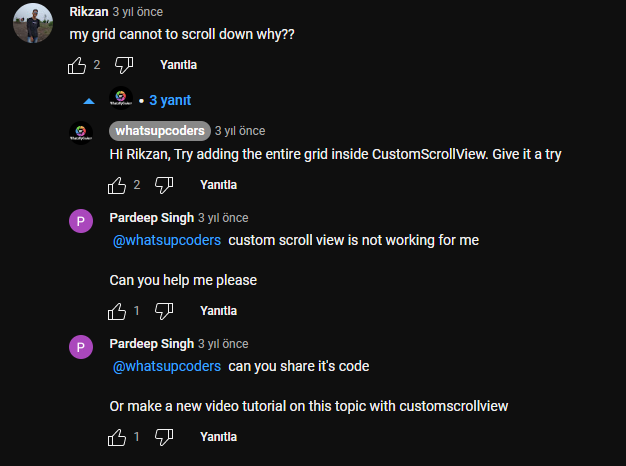 Rikzan 3 yıl önce
my grid cannot to scroll down why??
2 Yanıtla
• 3 yanıt
whatsupcoders 3 yıl önce
Hi Rikzan, Try adding the entire grid inside CustomScrollView. Give it a try
2 Yanıtla
P
Pardeep Singh 3 yıl önce
@whatsupcoders custom scroll view is not working for me
Can you help me please
1 Yanıtla
P
Pardeep Singh 3 yıl önce
@whatsupcoders can you share it's code
Or make a new video tutorial on this topic with customscrollview
1 Yanıtla